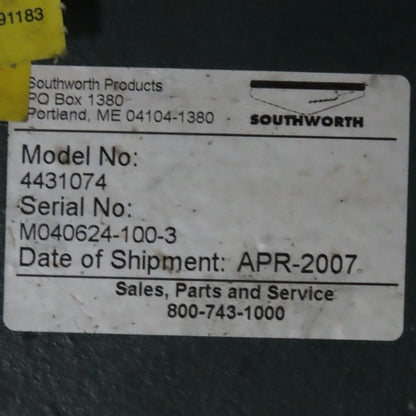 91183
Southworth Products
PO Box 1380
Portland, ME 04104-1380
SOUTHWORTH
Model No:
4431074
Serial No:
M040624-100-3
Date of Shipment: APR-2007
Sales, Parts and Service
800-743-1000